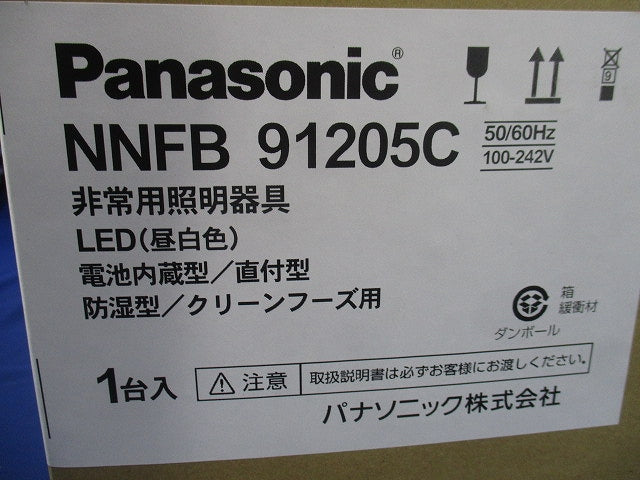 Panasonic®
NNFB 91205C
50/60Hz
100-242V
非常用照明器具
LED(昼白色)
電池内蔵型／直付型
防湿型／クリーンフーズ用
9
箱
緩衝材
ダンボール
1台入
注意
取扱説明書は必ずお客様にお渡しください。
パナソニック株式会社